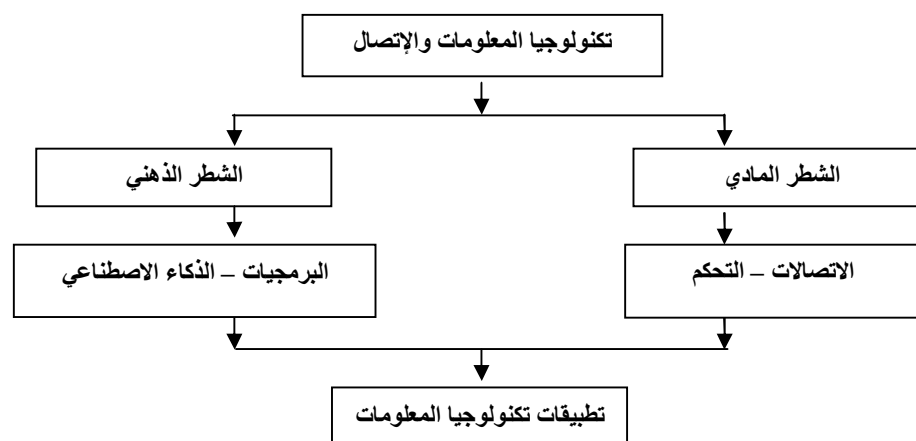 تكنولوجيا المعلومات والإتصال
الشطر المادي
الشطر الذهني
الاتصالات – التحكم
البرمجيات – الذكاء الاصطناعي
تطبيقات تكنولوجيا المعلومات